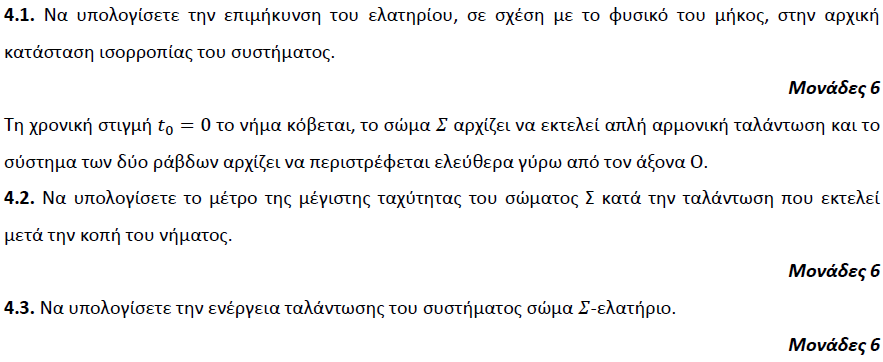 4.1. Να υπολογίσετε την επιμήκυνση του ελατηρίου, σε σχέση με το φυσικό του μήκος, στην αρχική
κατάσταση ισορροπίας του συστήματος.
Μονάδες 6
Τη χρονική στιγμή t₀ = 0 το νήμα κόβεται, το σώμα Σ αρχίζει να εκτελεί απλή αρμονική ταλάντωση και το
σύστημα των δύο ράβδων αρχίζει να περιστρέφεται ελεύθερα γύρω από τον άξονα Ο.
4.2. Να υπολογίσετε το μέτρο της μέγιστης ταχύτητας του σώματος Σ κατά την ταλάντωση που εκτελεί
μετά την κοπή του νήματος.
Μονάδες 6
4.3. Να υπολογίσετε την ενέργεια ταλάντωσης του συστήματος σώμα Σ-ελατήριο.
Μονάδες 6